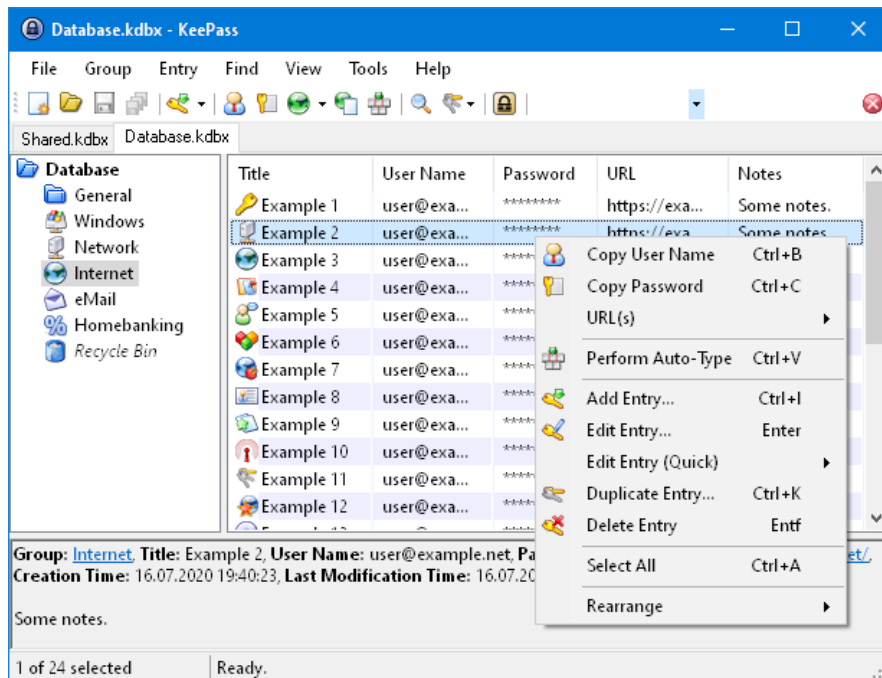 Database.kdbx - KeePass
File Group Entry Find View Tools Help
Shared.kdbx Database.kdbx
Database
General
Windows
Network
Internet
eMail
Homebanking
Recycle Bin
Title User Name Password URL Notes
Example 1 user@exa... ******** https://exa... Some notes.
Example 2 user@exa... ******** https://exa Some notes
Example 3 user@exa...
Example 4 user@exa...
Example 5 user@exa...
Example 6 user@exa...
Example 7 user@exa...
Example 8 user@exa...
Example 9 user@exa...
Example 10 user@exa...
Example 11 user@exa...
Example 12 user@exa...
Copy User Name Ctrl+B
Copy Password Ctrl+C
URL(s)
Perform Auto-Type Ctrl+V
Add Entry... Ctrl+I
Edit Entry... Enter
Edit Entry (Quick)
Duplicate Entry... Ctrl+K
Delete Entry Entf
Select All Ctrl+A
Rearrange
Group: Internet, Title: Example 2, User Name: user@example.net, Pa et/,
Creation Time: 16.07.2020 19:40:23, Last Modification Time: 16.07.20
Some notes.
1 of 24 selected Ready.